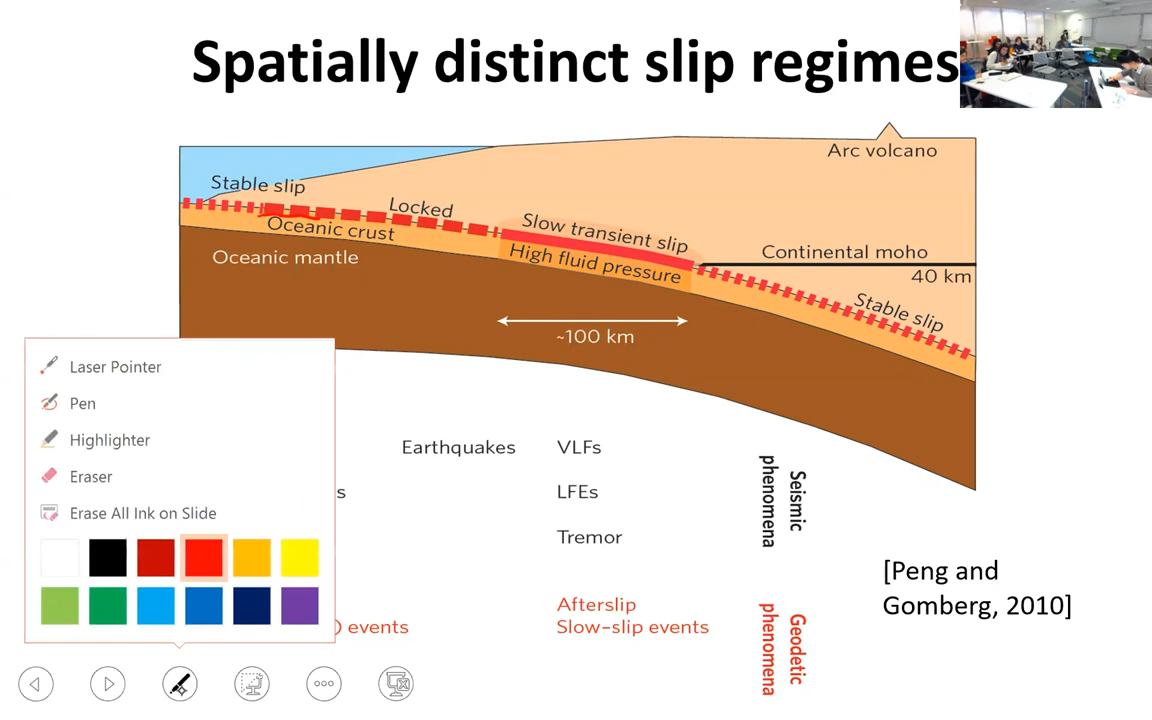 Spatially distinct slip regimes
Arc volcano
Stable slip
Locked
Slow transient slip
Oceanic crust
High fluid pressure
Continental moho
40 km
Oceanic mantle
Stable slip
~100 km
Laser Pointer
Pen
Highlighter
Eraser
Erase All Ink on Slide
Earthquakes
VLFs
s
LFEs
Tremor
Seismic
phenomena
[Peng and
Gomberg, 2010]
Afterslip
events
Slow-slip events
Geodetic
phenomena